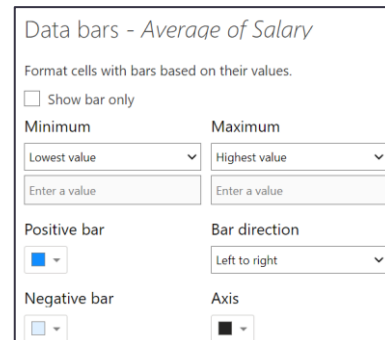 Data bars - Average of Salary
Format cells with bars based on their values.
Show bar only
Minimum Maximum
Lowest value Highest value
Enter a value Enter a value
Positive bar Bar direction
Left to right
Negative bar Axis